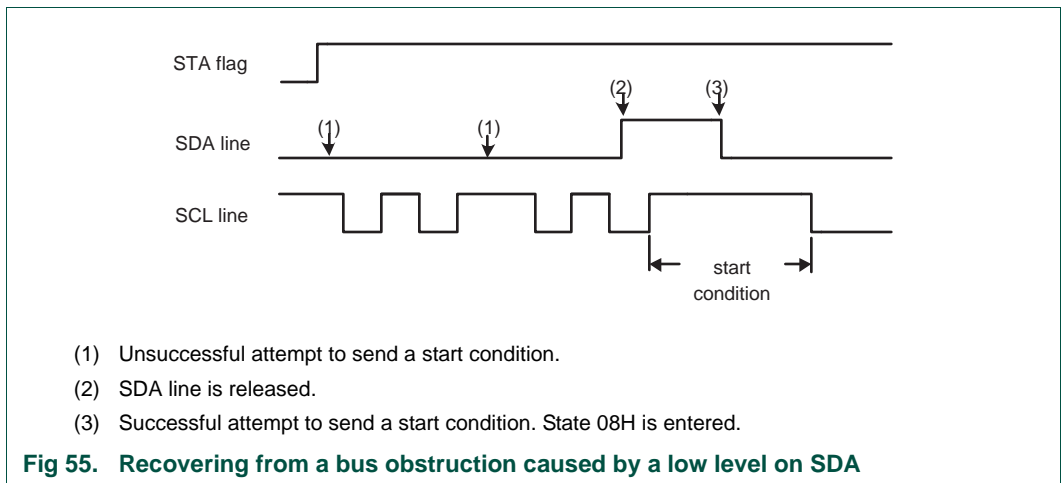 STA flag
(2) (3)
SDA line (1) (1)
SCL line
start
condition
(1) Unsuccessful attempt to send a start condition.
(2) SDA line is released.
(3) Successful attempt to send a start condition. State 08H is entered.
Fig 55. Recovering from a bus obstruction caused by a low level on SDA